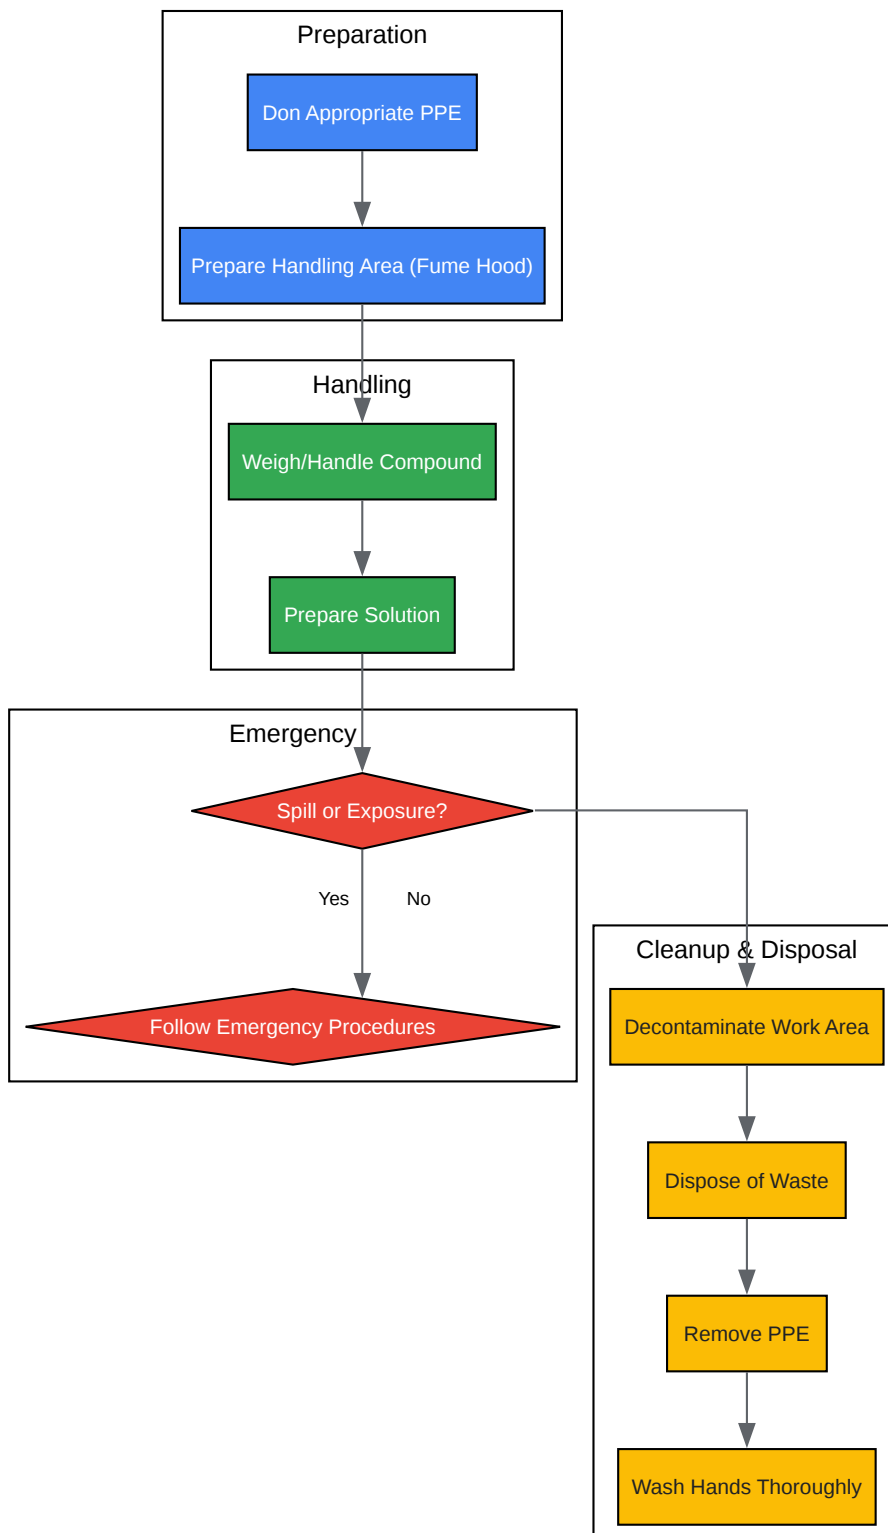 Preparation
Don Appropriate PPE
Prepare Handling Area (Fume Hood)
Handling
Weigh/Handle Compound
Prepare Solution
Emergency
Spill or Exposure?
Yes
No
Follow Emergency Procedures
Cleanup & Disposal
Decontaminate Work Area
Dispose of Waste
Remove PPE
Wash Hands Thoroughly